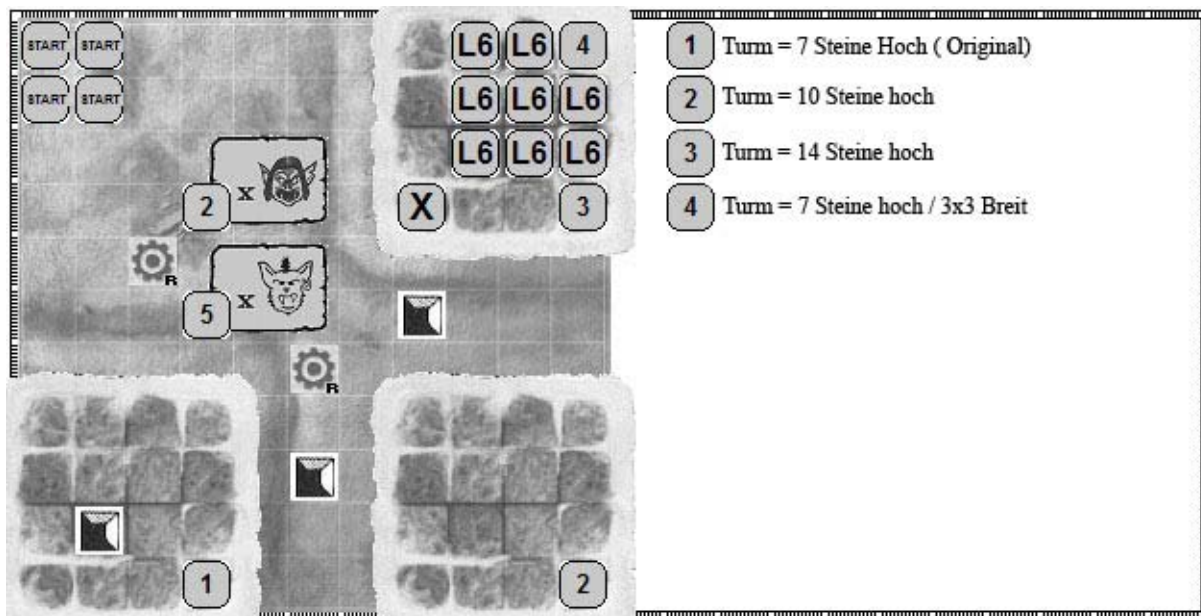 START START L6 L6 4
START START L6 L6 L6
L6 L6 L6
2 x X 3
R
5 x
R
1 2
1 Turm = 7 Steine Hoch ( Original)
2 Turm = 10 Steine hoch
3 Turm = 14 Steine hoch
4 Turm = 7 Steine hoch / 3x3 Breit